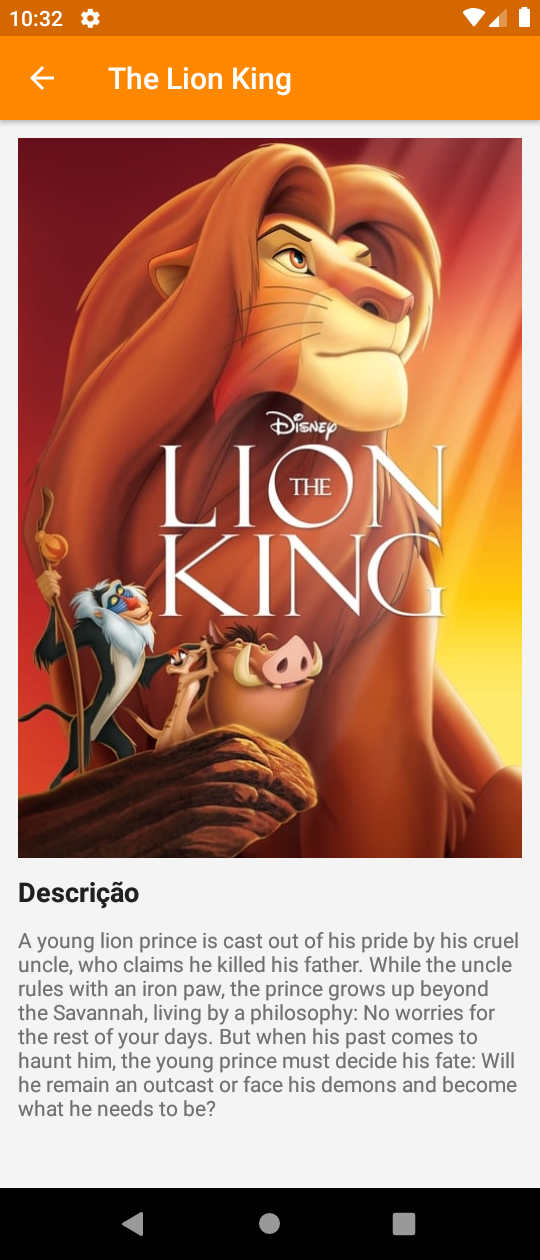 10:32
The Lion King
Disney
LION
THE
KING
Descrição
A young lion prince is cast out of his pride by his cruel
uncle, who claims he killed his father. While the uncle
rules with an iron paw, the prince grows up beyond
the Savannah, living by a philosophy: No worries for
the rest of your days. But when his past comes to
haunt him, the young prince must decide his fate: Will
he remain an outcast or face his demons and become
what he needs to be?